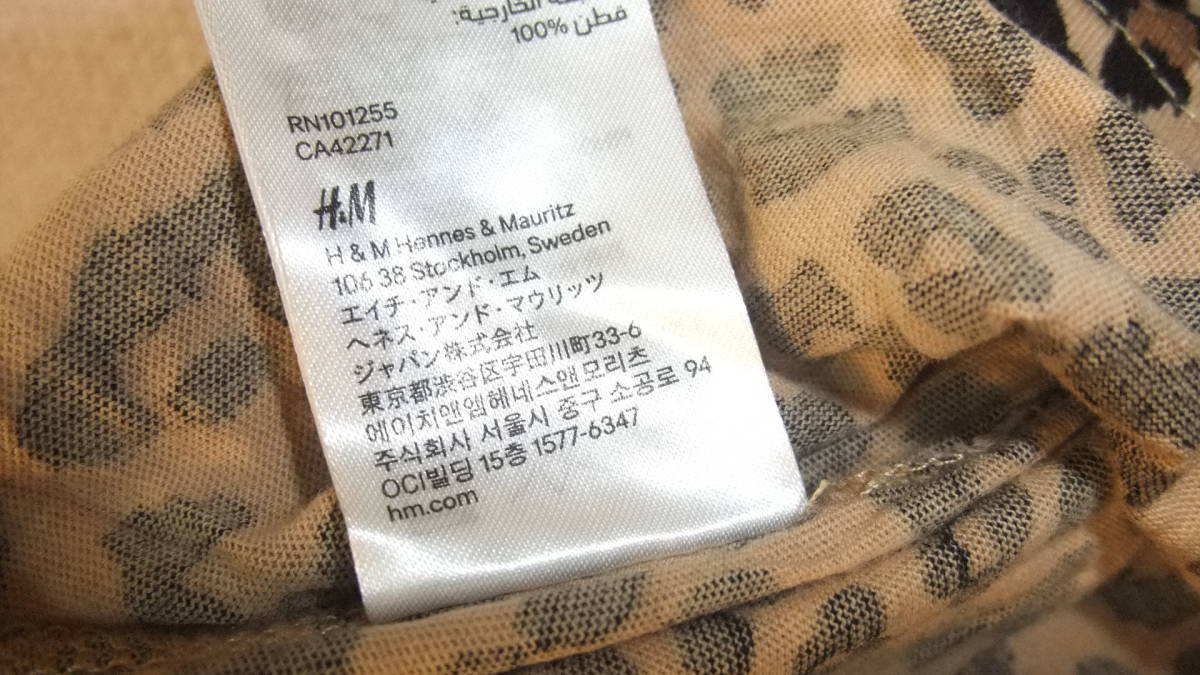 الخارجية:
قطن %100
RN101255
CA42271
H&M
H & M Hennes & Mauritz
106 38 Stockholm, Sweden
エイチ・アンド・エム
ヘネス・アンド・マウリッツ
ジャパン株式会社
東京都渋谷区宇田川町33-6
에이치앤엠헤네스앤모리츠
주식회사 서울시 중구 소공로 94
OCI빌딩 15층 1577-6347
hm.com